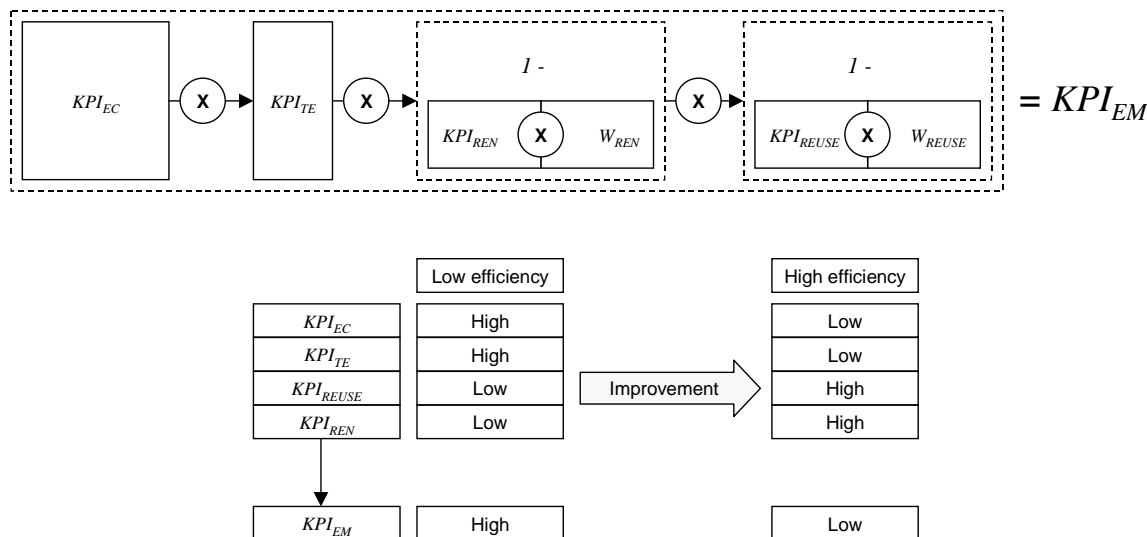 KPI_EC X KPI_TE X 1 - KPI_REN X W_REN X 1 - KPI_REUSE X W_REUSE = KPI_EM
Low efficiency High efficiency
KPI_EC High Low
KPI_TE High Low
KPI_REUSE Low Improvement High
KPI_REN Low High
KPI_EM High Low